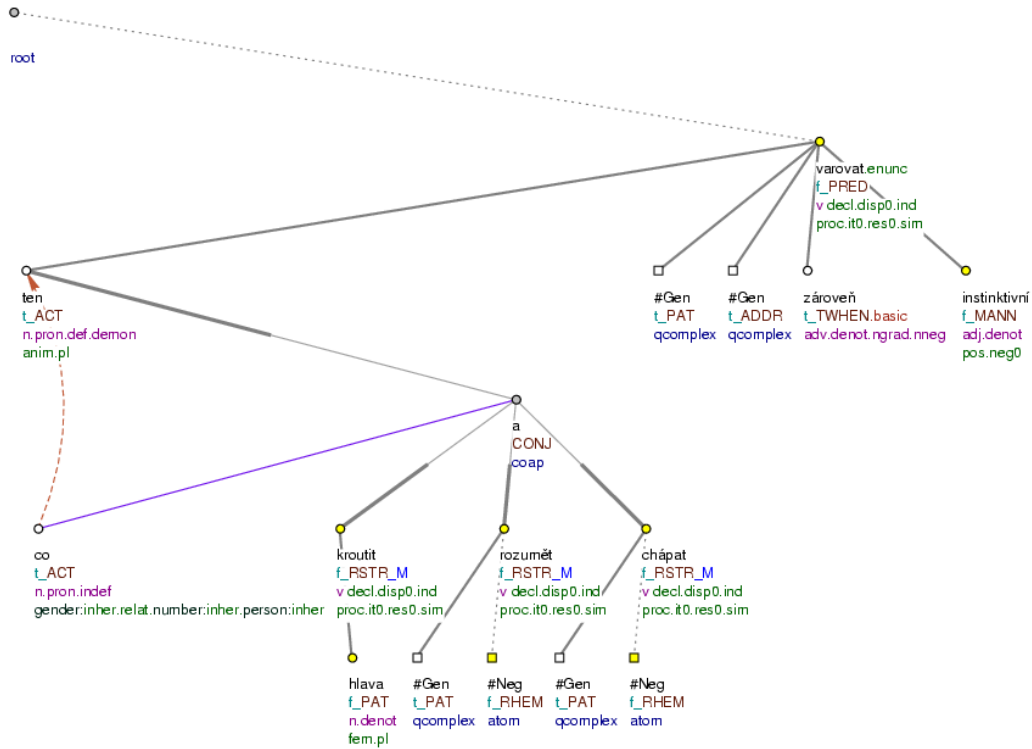 root
varovat.enunc
f_PRED
v decl.disp0.ind
proc.it0.res0.sim
ten
t_ACT
n.pron.def.demon
anim.pl
#Gen
t_PAT
qcomplex
#Gen
t_ADDR
qcomplex
zároveň
t_TWHEN.basic
adv.denot.ngrad.nneg
instinktivní
f_MANN
adj.denot
pos.neg0
a
CONJ
coap
co
t_ACT
n.pron.indef
gender:inher.relat.number:inher.person:inher
kroutit
f_RSTR_M
v decl.disp0.ind
proc.it0.res0.sim
rozumět
f_RSTR_M
v decl.disp0.ind
proc.it0.res0.sim
chápat
f_RSTR_M
v decl.disp0.ind
proc.it0.res0.sim
hlava
f_PAT
n.denot
fem.pl
#Gen
t_PAT
qcomplex
#Neg
f_RHEM
atom
#Gen
t_PAT
qcomplex
#Neg
f_RHEM
atom